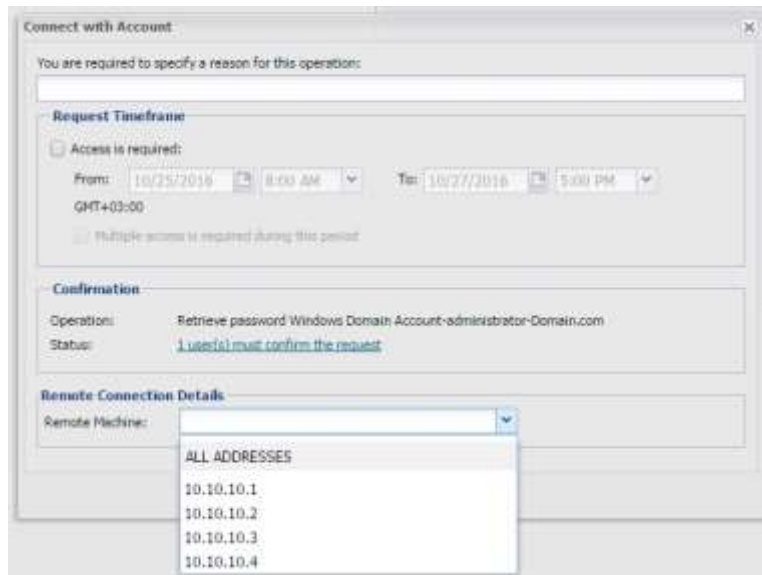 Connect with Account
You are required to specify a reason for this operation:
Request Timeframe
Access is required:
From: 10/25/2016 8:00 AM To: 10/27/2016 5:00 PM
GMT+03:00
Multiple access is required during this period
Confirmation
Operation: Retrieve password Windows Domain Account-administrator-Domain.com
Status: 1 user(s) must confirm the request
Remote Connection Details
Remote Machine:
ALL ADDRESSES
10.10.10.1
10.10.10.2
10.10.10.3
10.10.10.4